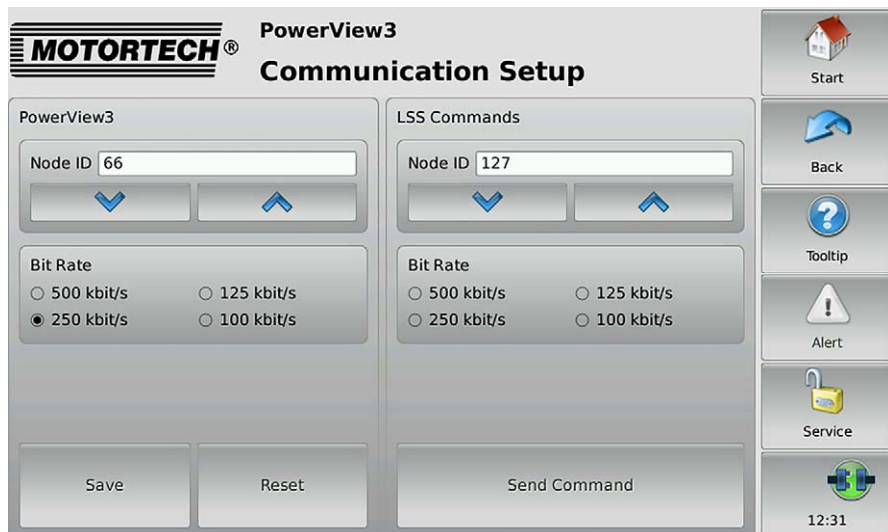 MOTORTECH®
PowerView3
Communication Setup
PowerView3
Node ID 66
Bit Rate
500 kbit/s 125 kbit/s
250 kbit/s 100 kbit/s
Save Reset
LSS Commands
Node ID 127
Bit Rate
500 kbit/s 125 kbit/s
250 kbit/s 100 kbit/s
Send Command
Start
Back
?
Tooltip
!
Alert
Service
12:31